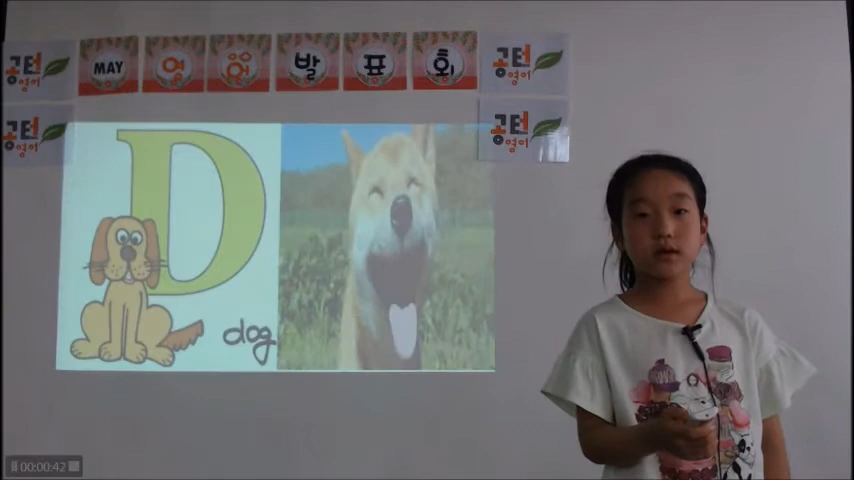 공터
영어
MAY 영 어 발 표 회
공터
영어
공터
영어
공터
영어
D
dog
00:00:42